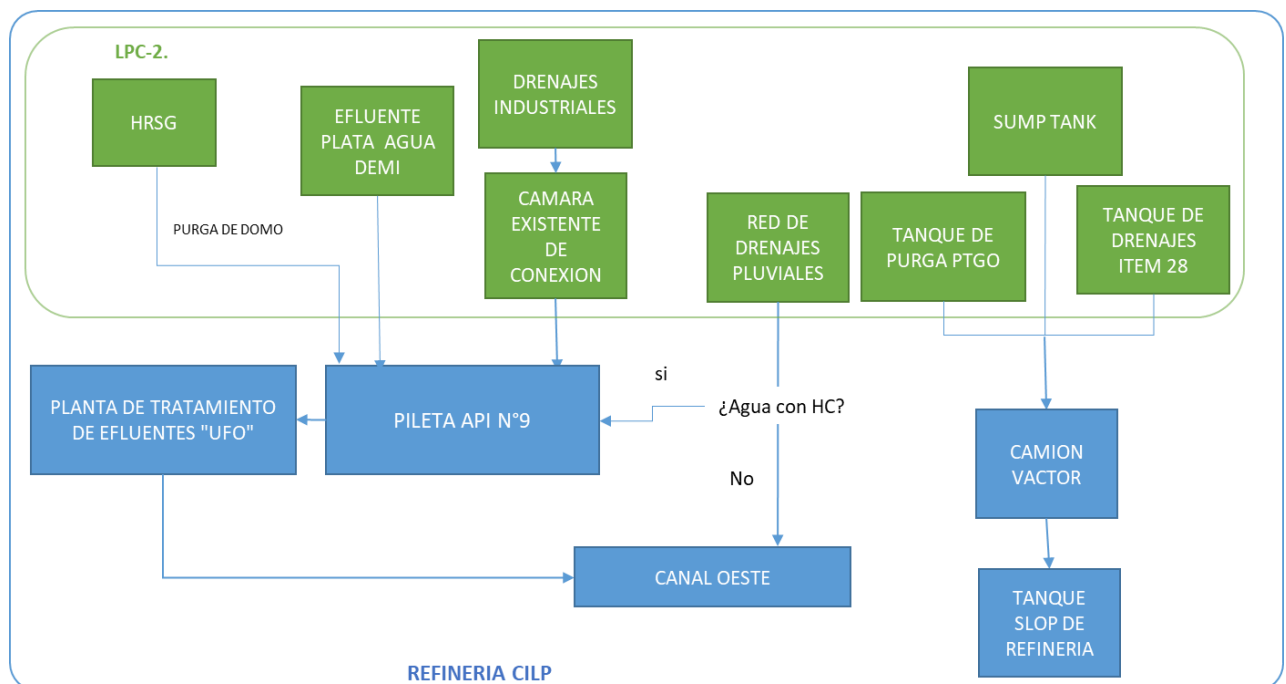 LPC-2.
HRSG
EFLUENTE
PLATA AGUA
DEMI
DRENAJES
INDUSTRIALES
SUMP TANK
CAMARA
EXISTENTE
DE
CONEXION
RED DE
DRENAJES
PLUVIALES
TANQUE DE
PURGA PTGO
TANQUE DE
DRENAJES
ITEM 28
PURGA DE DOMO
PLANTA DE TRATAMIENTO
DE EFLUENTES "UFO"
PILETA API N°9
si
¿Agua con HC?
No
CAMION
VACTOR
CANAL OESTE
TANQUE
SLOP DE
REFINERIA
REFINERIA CILP